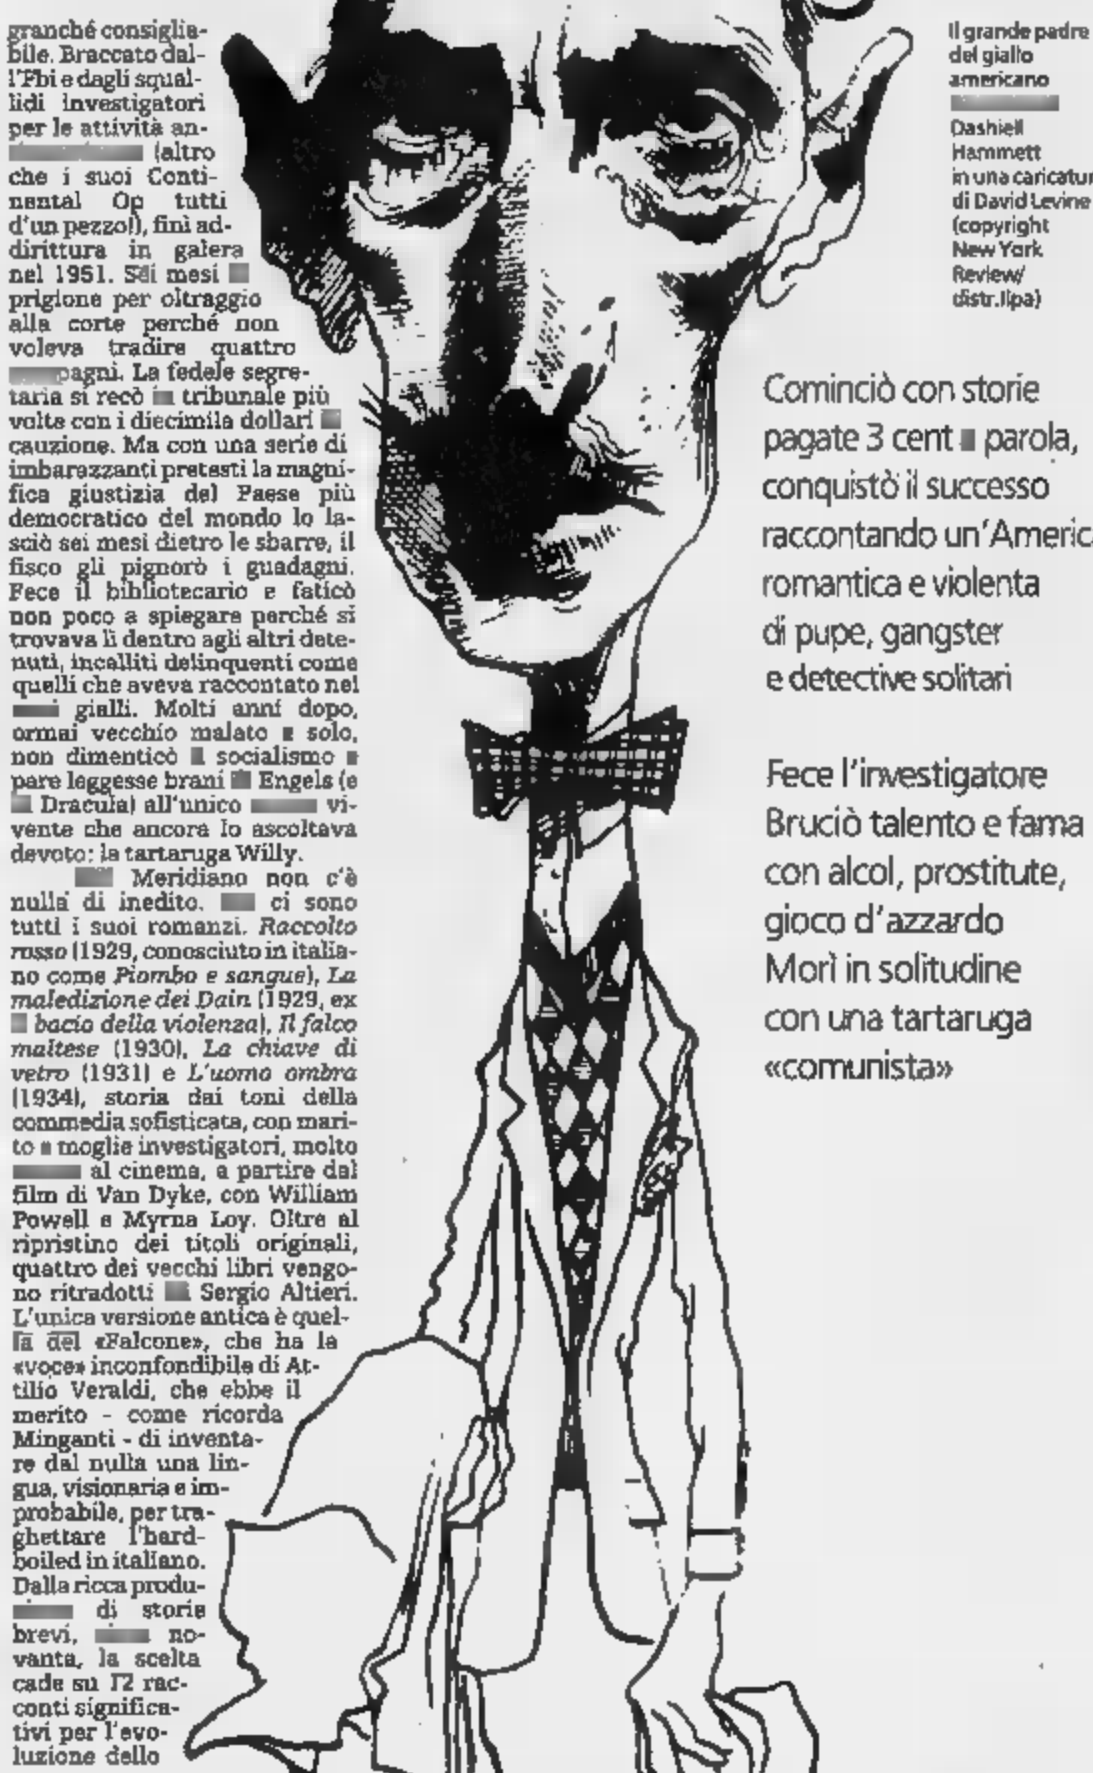 granché consiglia-
bile. Braccato dal-
l'Fbi e dagli squal-
lidi investigatori
per le attività an-
(altro
che i suoi Conti-
nental Op tutti
d'un pezzo!), finì ad-
dirittura in galera
nel 1951. Sei mesi
prigione per oltraggio
alla corte perché non
voleva tradire quattro
pagni. La fedele segre-
taria si recò in tribunale più
volte con i diecimila dollari
cauzione. Ma con una serie di
imbarazzanti pretesti la magni-
fica giustizia del Paese più
democratico del mondo lo la-
sciò sei mesi dietro le sbarre, il
fisco gli pignorò i guadagni.
Fece il bibliotecario e faticò
non poco a spiegare perché si
trovava lì dentro agli altri dete-
nuti, incalliti delinquenti come
quelli che aveva raccontato nei
gialli. Molti anni dopo,
ormai vecchio malato e solo,
non dimenticò il socialismo e
pare leggesse brani Engels (e
Dracula) all'unico vi-
vente che ancora lo ascoltava
devoto: la tartaruga Willy.
Meridiano non c'è
nulla di inedito. ci sono
tutti i suoi romanzi. Raccolto
rosso (1929, conosciuto in italia-
no come Piombo e sangue), La
maledizione dei Dain (1929, ex
bacio della violenza), Il falco
maltese (1930), La chiave di
vetro (1931) e L'uomo ombra
(1934), storia dai toni della
commedia sofisticata, con mari-
to e moglie investigatori, molto
al cinema, a partire dal
film di Van Dyke, con William
Powell e Myrna Loy. Oltre al
ripristino dei titoli originali,
quattro dei vecchi libri vengo-
no ritradotti Sergio Altieri.
L'unica versione antica è quel-
la del «Falcone», che ha la
«voce» inconfondibile di At-
tilio Veraldi, che ebbe il
merito - come ricorda
Minganti - di inventa-
re dal nulla una lin-
gua, visionaria e im-
probabile, per tra-
ghettare l'hard-
boiled in italiano.
Dalla ricca produ-
di storie
brevi, no-
vanta, la scelta
cade su 12 rac-
conti significa-
tivi per l'evo-
luzione dello
Il grande padre
del giallo
americano
Dashiell
Hammett
in una caricatur
di David Levine
(copyright
New York
Review/
distr.Ilpa)
Cominciò con storie
pagate 3 cent parola,
conquistò il successo
raccontando un'Americ
romantica e violenta
di pupe, gangster
e detective solitari
Fece l'investigatore
Bruciò talento e fama
con alcol, prostitute,
gioco d'azzardo
Morì in solitudine
con una tartaruga
«comunista»